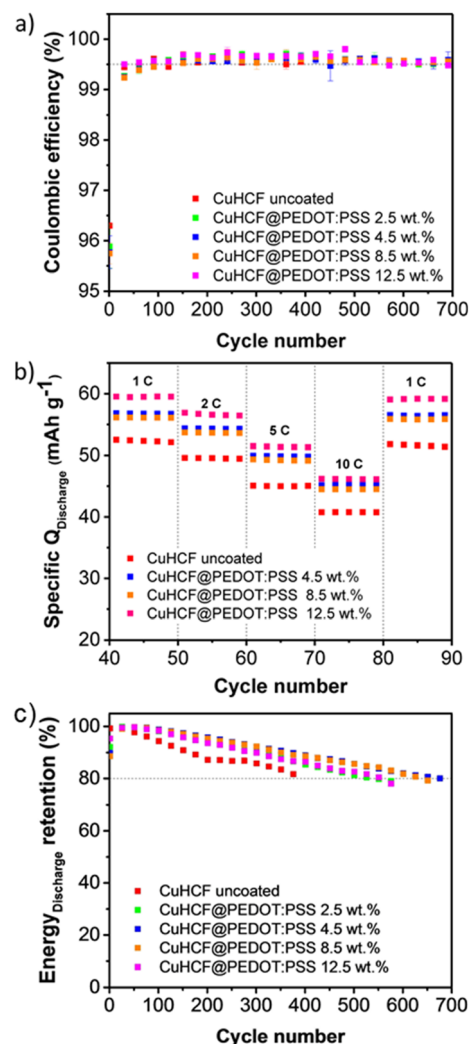 a)
100
99
98
97
96
95
Coulombic efficiency (%)
CuHCF uncoated
CuHCF@PEDOT:PSS 2.5 wt.%
CuHCF@PEDOT:PSS 4.5 wt.%
CuHCF@PEDOT:PSS 8.5 wt.%
CuHCF@PEDOT:PSS 12.5 wt.%
0 100 200 300 400 500 600 700
Cycle number
b)
60
50
40
30
20
Specific QDischarge (mAh g-1)
1 C 2 C 5 C 10 C 1 C
CuHCF uncoated
CuHCF@PEDOT:PSS 4.5 wt.%
CuHCF@PEDOT:PSS 8.5 wt.%
CuHCF@PEDOT:PSS 12.5 wt.%
40 50 60 70 80 90
Cycle number
c)
100
80
60
40
20
0
EnergyDischarge retention (%)
CuHCF uncoated
CuHCF@PEDOT:PSS 2.5 wt.%
CuHCF@PEDOT:PSS 4.5 wt.%
CuHCF@PEDOT:PSS 8.5 wt.%
CuHCF@PEDOT:PSS 12.5 wt.%
0 100 200 300 400 500 600 700
Cycle number